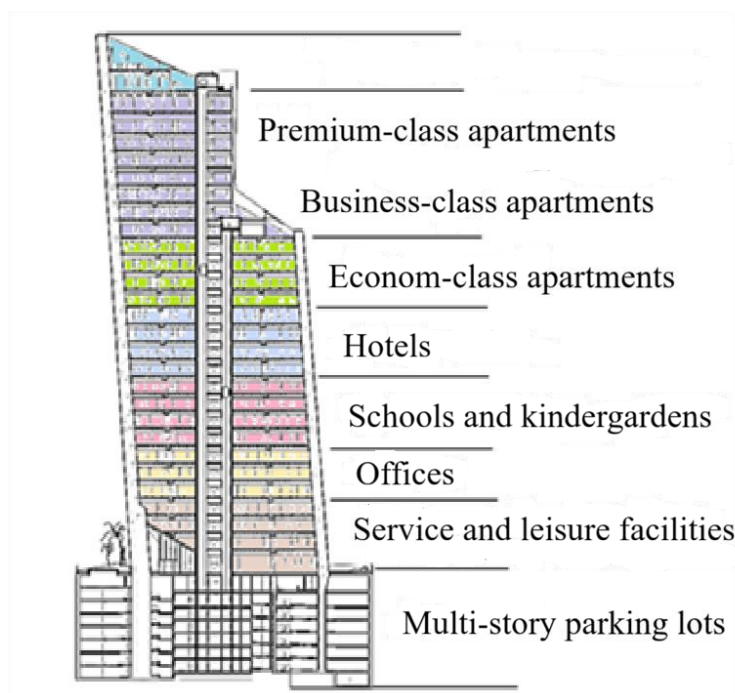 Premium-class apartments
Business-class apartments
Econom-class apartments
Hotels
Schools and kindergardens
Offices
Service and leisure facilities
Multi-story parking lots